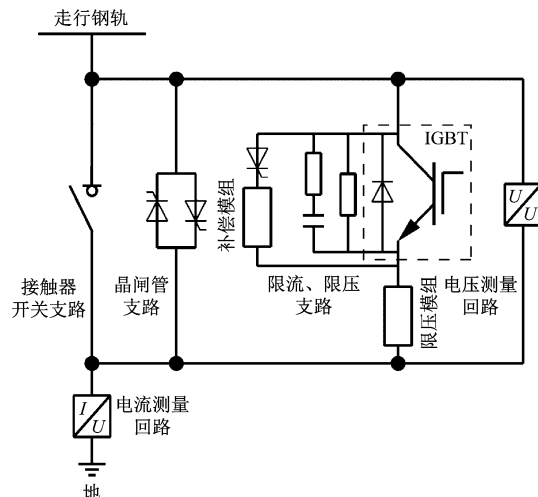 走行钢轨
IGBT
补偿模组
U
U
接触器
开关支路
晶闸管
支路
限流、限压
支路
限压模组
电压测量
回路
I
U
电流测量
回路
地